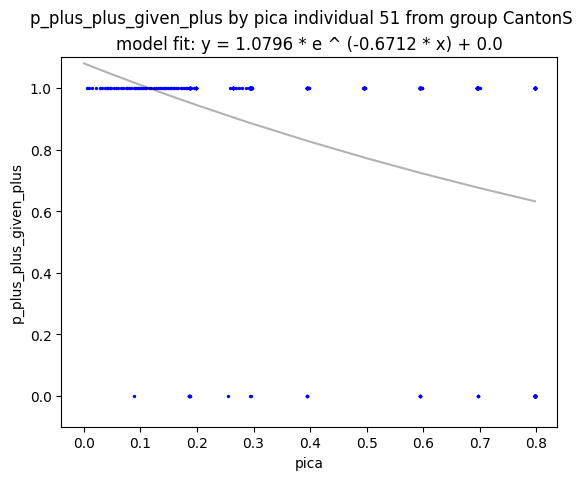 p_plus_plus_given_plus by pica individual 51 from group CantonS
model fit: y = 1.0796 * e ^ (-0.6712 * x) + 0.0
1.0
0.8
0.6
0.4
0.2
0.0
p_plus_plus_given_plus
0.0 0.1 0.2 0.3 0.4 0.5 0.6 0.7 0.8
pica